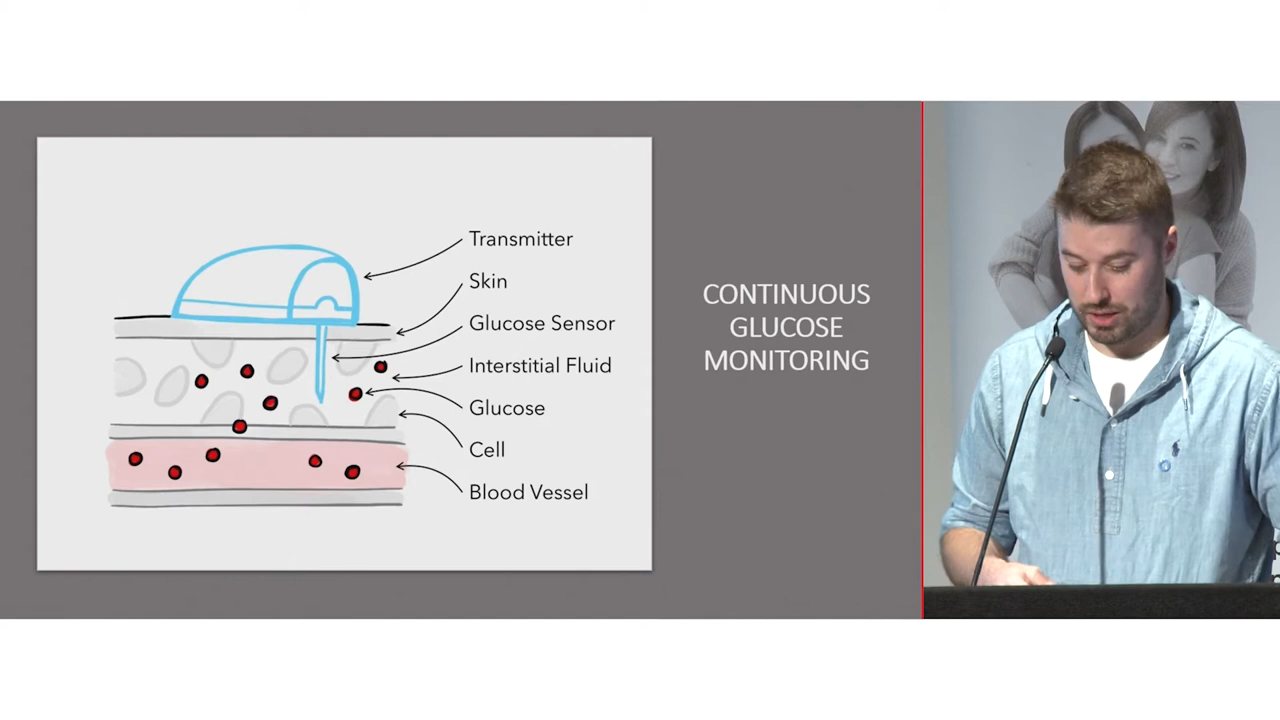 Transmitter
Skin
Glucose Sensor
Interstitial Fluid
Glucose
Cell
Blood Vessel
CONTINUOUS
GLUCOSE
MONITORING